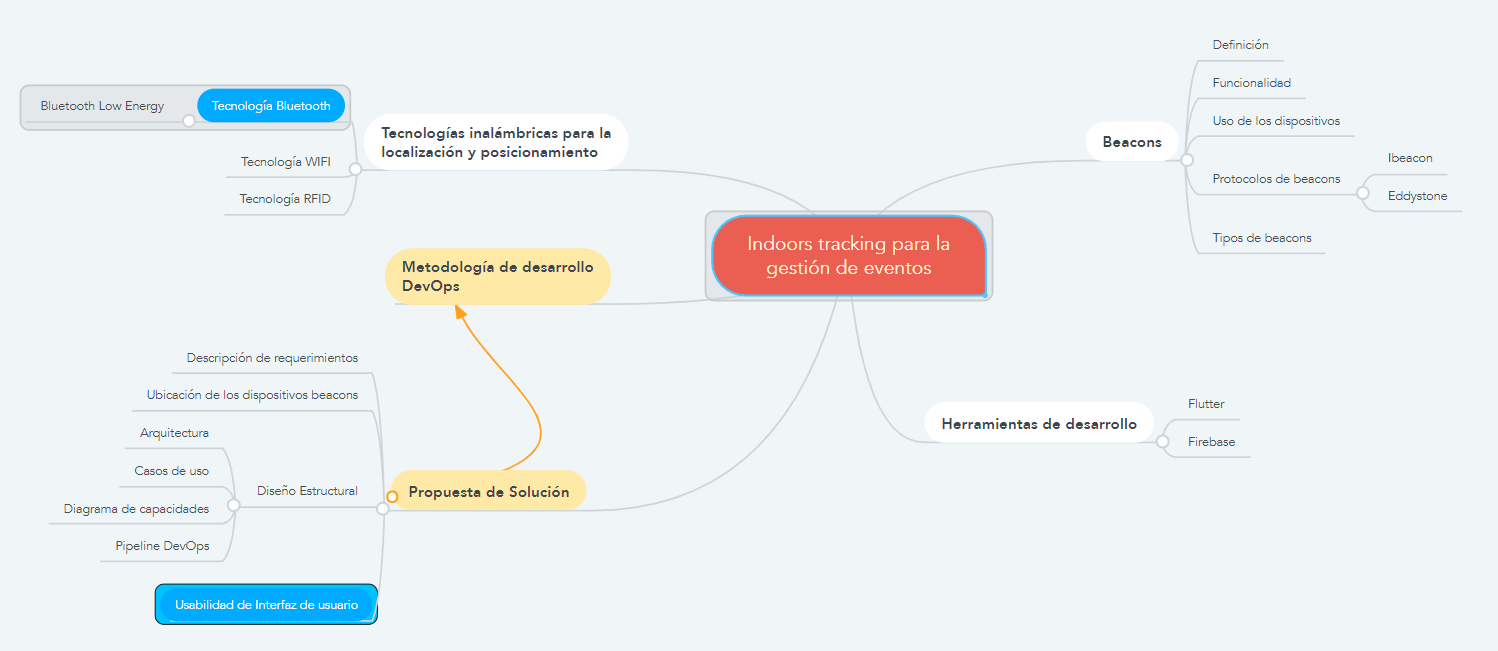 Indoors tracking para la
gestión de eventos
Tecnologías inalámbricas para la
localización y posicionamiento
Tecnología Bluetooth
Bluetooth Low Energy
Tecnología WIFI
Tecnología RFID
Metodología de desarrollo
DevOps
Propuesta de Solución
Descripción de requerimientos
Ubicación de los dispositivos beacons
Diseño Estructural
Arquitectura
Casos de uso
Diagrama de capacidades
Pipeline DevOps
Usabilidad de Interfaz de usuario
Beacons
Definición
Funcionalidad
Uso de los dispositivos
Protocolos de beacons
Ibeacon
Eddystone
Tipos de beacons
Herramientas de desarrollo
Flutter
Firebase